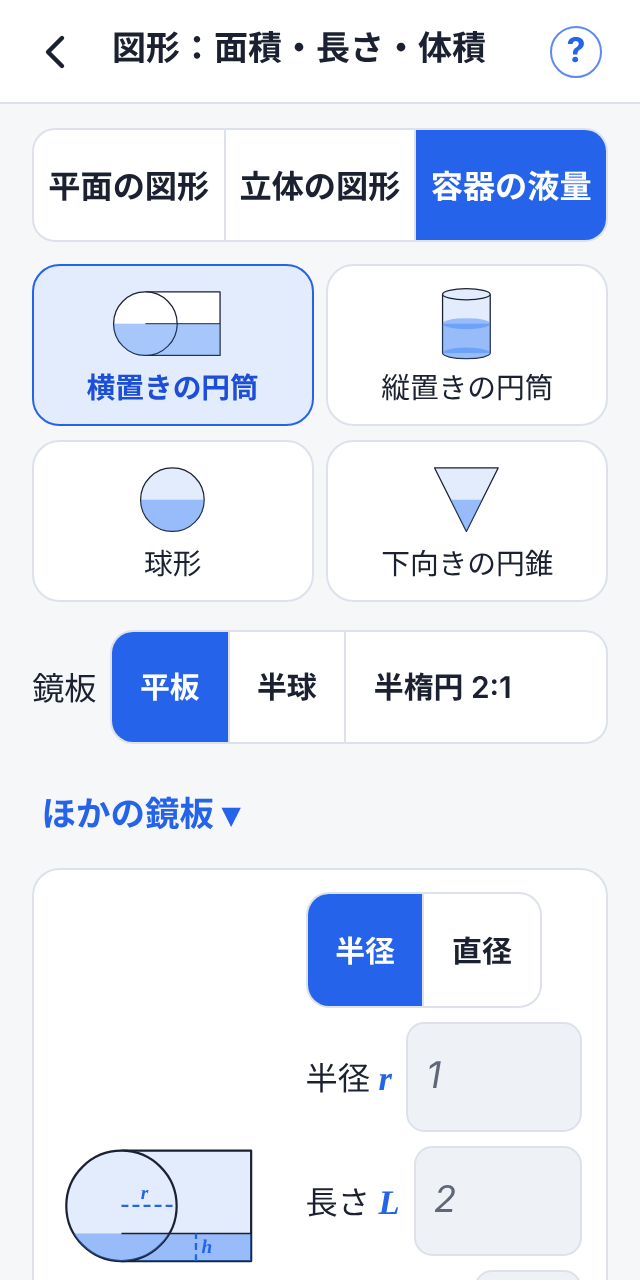 図形：面積・長さ・体積 ?
平面の図形 立体の図形 容器の液量
横置きの円筒 縦置きの円筒
球形 下向きの円錐
鏡板 平板 半球 半楕円 2:1
ほかの鏡板 ▼
半径 直径
半径 r 1
長さ L 2
r
h